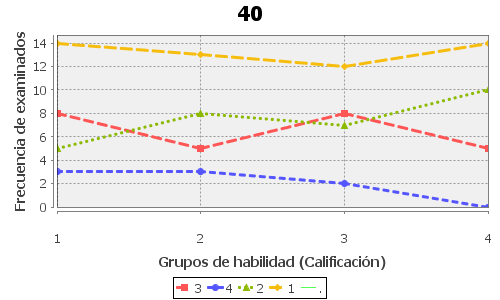 40
Frecuencia de examinados
14
12
10
8
6
4
2
0
1 2 3 4
Grupos de habilidad (Calificación)
3 4 2 1 .